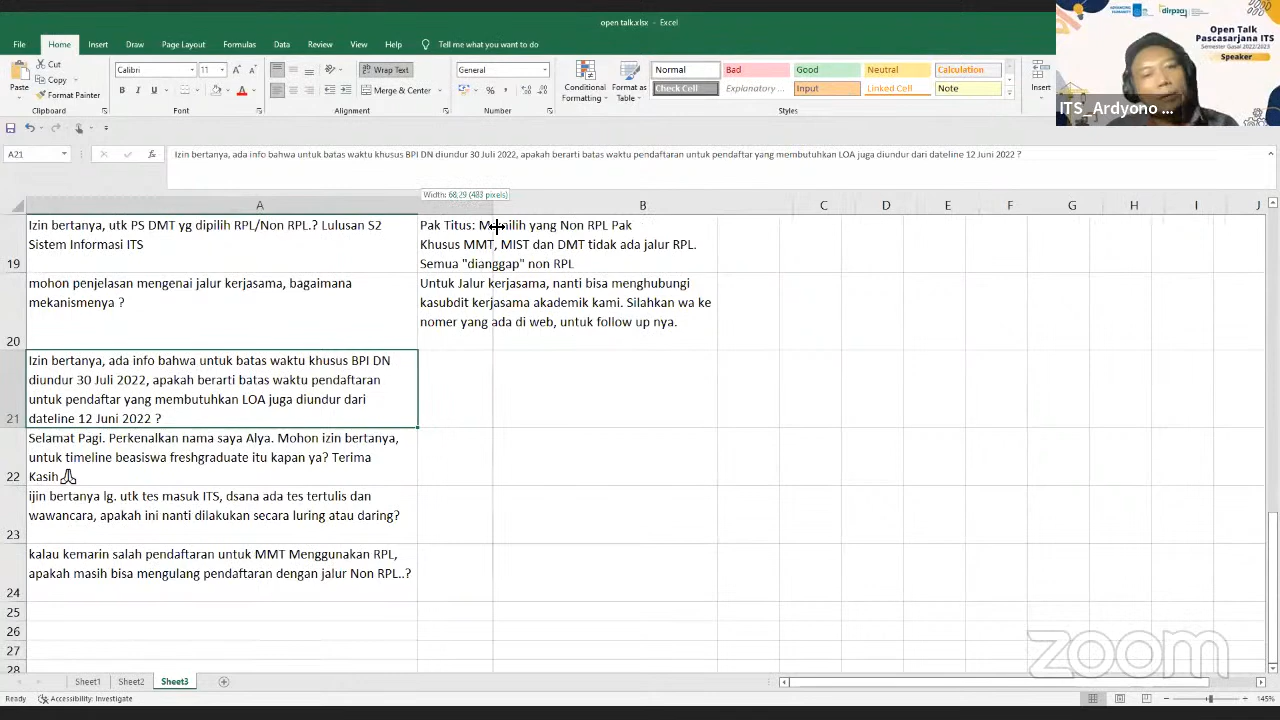 open talk.xlsx - Excel
File Home Insert Draw Page Layout Formulas Data Review View Help Tell me what you want to do
Cut
Copy
Format Painter
Paste
Calibri 11
B I U
Wrap Text
Merge & Center
General
Conditional Formatting
Format as Table
Normal Bad Good Neutral Calculation
Check Cell Explanatory ... Input Linked Cell Note
Insert
Clipboard Font Alignment Number Styles
Open Talk
Pascasarjana ITS
Semester Gasal 2022/2023
Speaker
ITS_Ardyono ...
A21
Izin bertanya, ada info bahwa untuk batas waktu khusus BPI DN diundur 30 Juli 2022, apakah berarti batas waktu pendaftaran untuk pendaftar yang membutuhkan LOA juga diundur dari dateline 12 Juni 2022 ?
Width: 68,29 (483 pixels)
A B C D E F G H I J
19
Izin bertanya, utk PS DMT yg dipilih RPL/Non RPL.? Lulusan S2
Sistem Informasi ITS
Pak Titus: Memilih yang Non RPL Pak
Khusus MMT, MIST dan DMT tidak ada jalur RPL.
Semua "dianggap" non RPL
20
mohon penjelasan mengenai jalur kerjasama, bagaimana
mekanismenya ?
Untuk Jalur kerjasama, nanti bisa menghubungi
kasubdit kerjasama akademik kami. Silahkan wa ke
nomer yang ada di web, untuk follow up nya.
21
Izin bertanya, ada info bahwa untuk batas waktu khusus BPI DN
diundur 30 Juli 2022, apakah berarti batas waktu pendaftaran
untuk pendaftar yang membutuhkan LOA juga diundur dari
dateline 12 Juni 2022 ?
22
Selamat Pagi. Perkenalkan nama saya Alya. Mohon izin bertanya,
untuk timeline beasiswa freshgraduate itu kapan ya? Terima
Kasih🙏
23
ijin bertanya lg. utk tes masuk ITS, dsana ada tes tertulis dan
wawancara, apakah ini nanti dilakukan secara luring atau daring?
24
kalau kemarin salah pendaftaran untuk MMT Menggunakan RPL,
apakah masih bisa mengulang pendaftaran dengan jalur Non RPL..?
25
26
27
28
zoom
Sheet1 Sheet2 Sheet3
Ready Accessibility: Investigate 145%